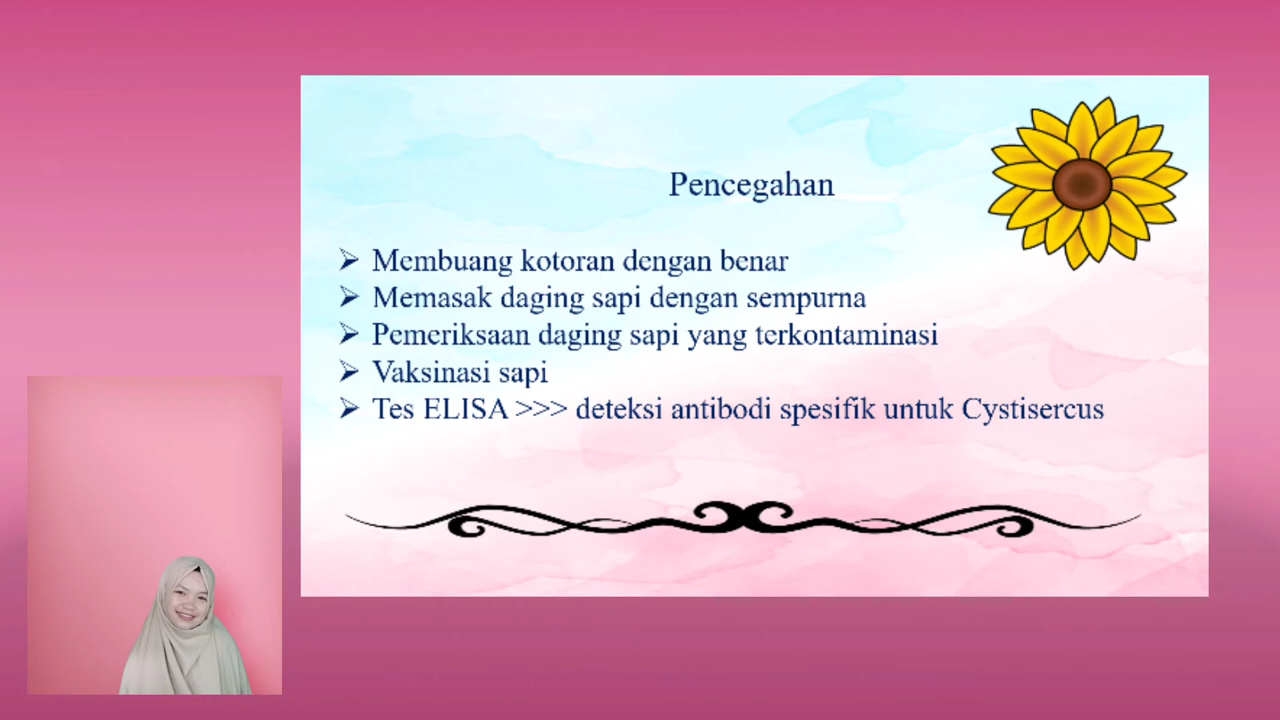 Pencegahan
Membuang kotoran dengan benar
Memasak daging sapi dengan sempurna
Pemeriksaan daging sapi yang terkontaminasi
Vaksinasi sapi
Tes ELISA >>> deteksi antibodi spesifik untuk Cystisercus